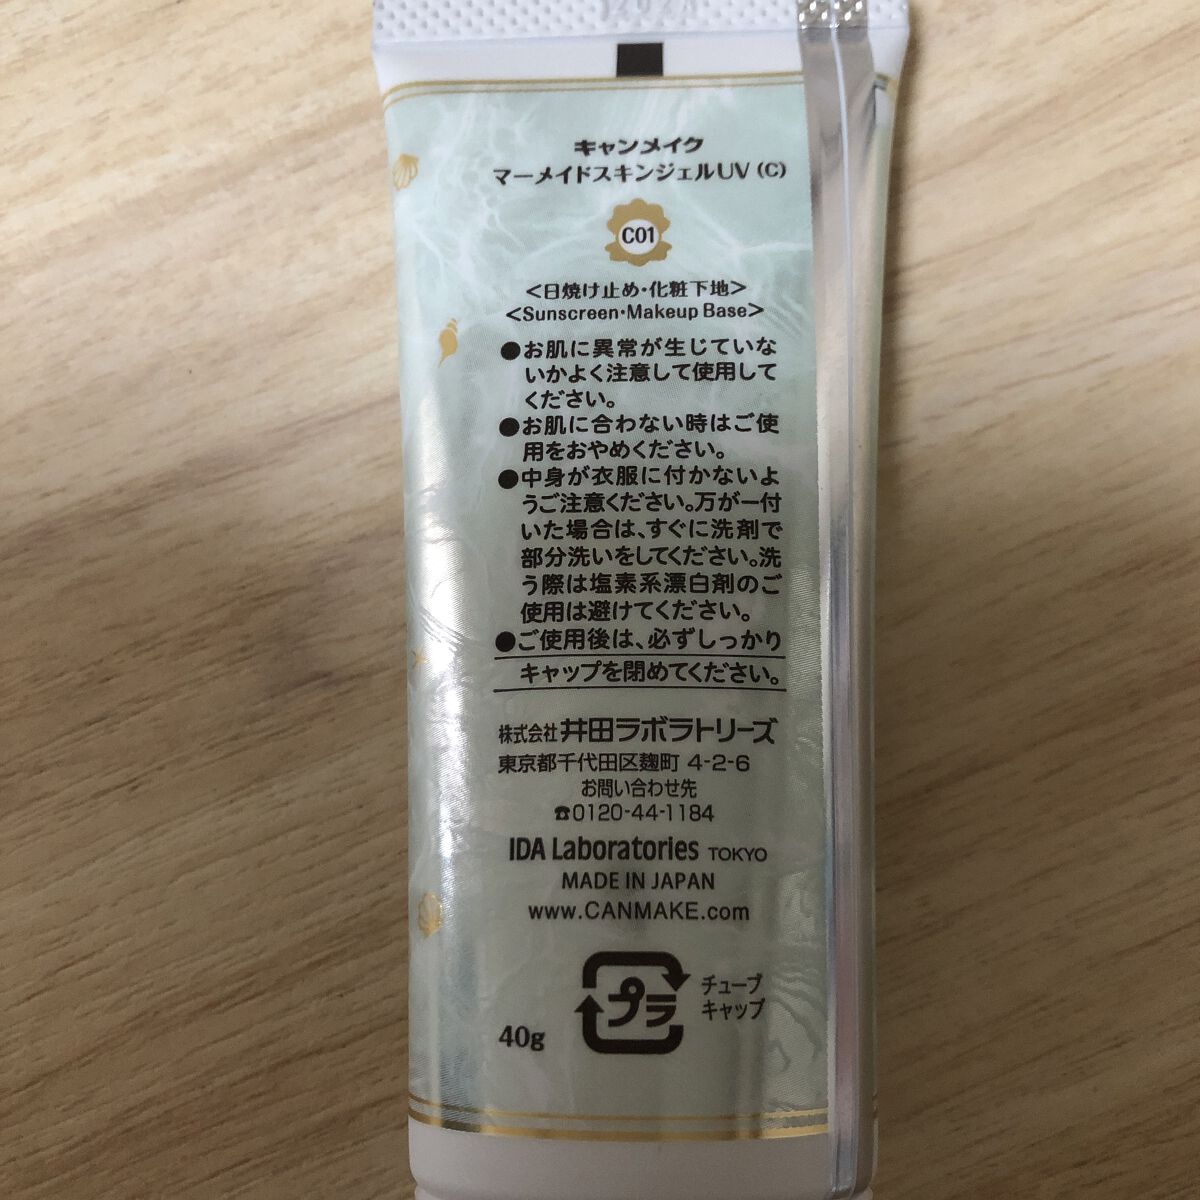 キャンメイク
マーメイドスキンジェルUV (C)
C01
<日焼け止め・化粧下地>
<Sunscreen・Makeup Base>
●お肌に異常が生じていな
いかよく注意して使用して
ください。
●お肌に合わない時はご使
用をおやめください。
●中身が衣服に付かないよ
うご注意ください。万が一付
いた場合は、すぐに洗剤で
部分洗いをしてください。洗
う際は塩素系漂白剤のご
使用は避けてください。
●ご使用後は、必ずしっかり
キャップを閉めてください。
株式会社 井田ラボラトリーズ
東京都千代田区麹町 4-2-6
お問い合わせ先
☎0120-44-1184
IDA Laboratories TOKYO
MADE IN JAPAN
www.CANMAKE.com
プラ
チューブ
キャップ
40g